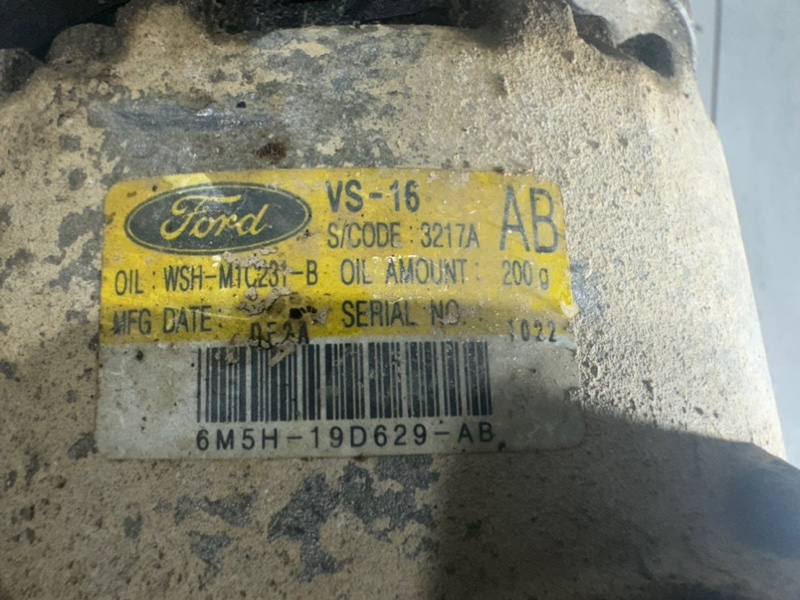 Ford VS-16 AB
S/CODE : 3217A
OIL : WSH-M1C231-B OIL AMOUNT : 200 g
MFG DATE : SERIAL NO. : 1022
6M5H-19D629-AB